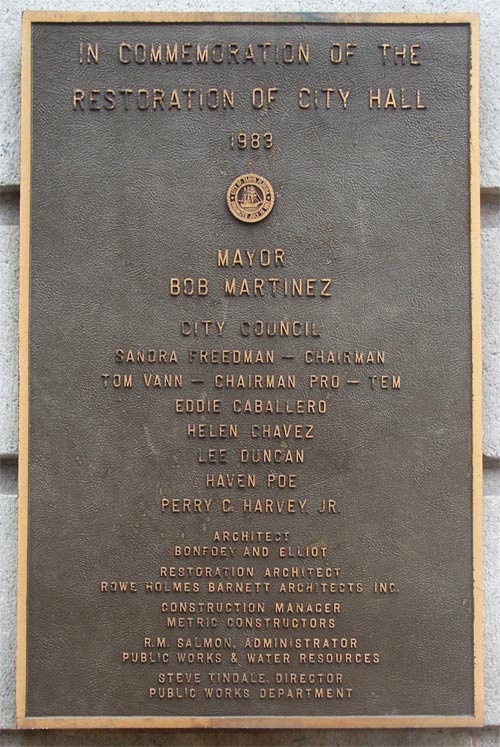 IN COMMEMORATION OF THE
RESTORATION OF CITY HALL
1983
MAYOR
BOB MARTINEZ
CITY COUNCIL
SANDRA FREEDMAN — CHAIRMAN
TOM VANN — CHAIRMAN PRO — TEM
EDDIE CABALLERO
HELEN CHAVEZ
LEE DUNCAN
HAVEN POE
PERRY C. HARVEY, JR.
ARCHITECT
BONFOEY AND ELLIOT
RESTORATION ARCHITECT
ROWE HOLMES BARNETT ARCHITECTS INC.
CONSTRUCTION MANAGER
METRIC CONSTRUCTORS
R.M. SALMON, ADMINISTRATOR
PUBLIC WORKS & WATER RESOURCES
STEVE TINDALE, DIRECTOR
PUBLIC WORKS DEPARTMENT